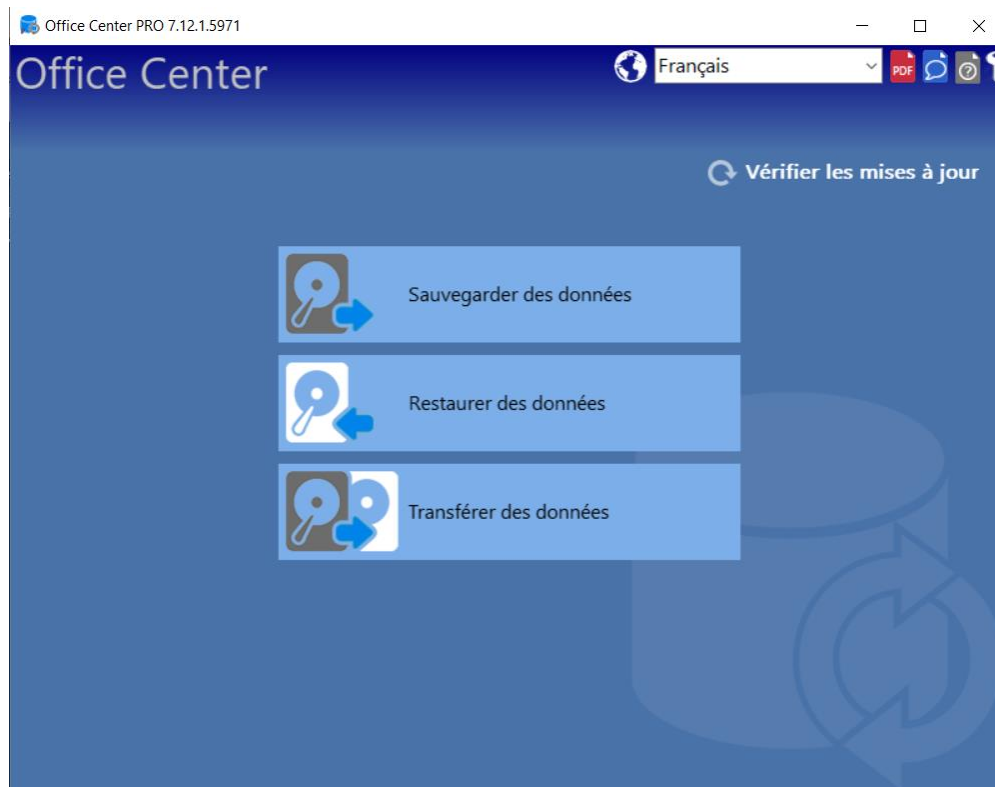 Office Center PRO 7.12.1.5971
Office Center
Français
PDF
?
Vérifier les mises à jour
Sauvegarder des données
Restaurer des données
Transférer des données